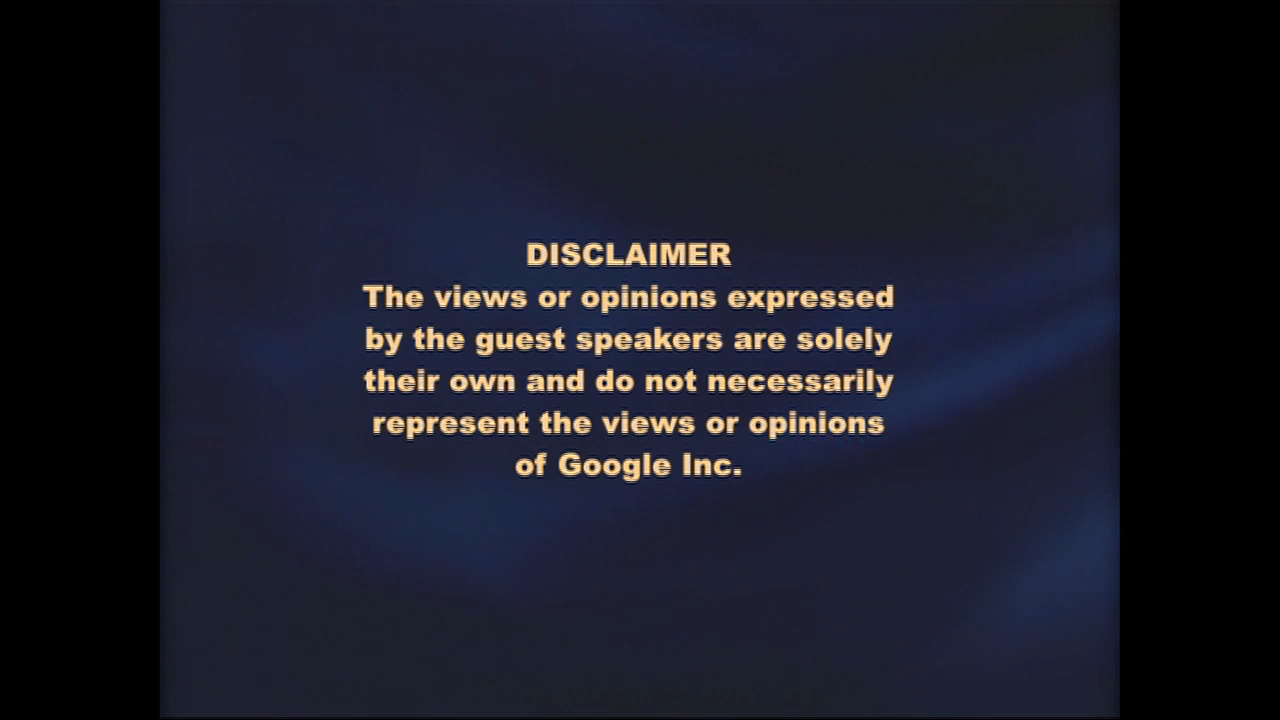 DISCLAIMER
The views or opinions expressed
by the guest speakers are solely
their own and do not necessarily
represent the views or opinions
of Google Inc.